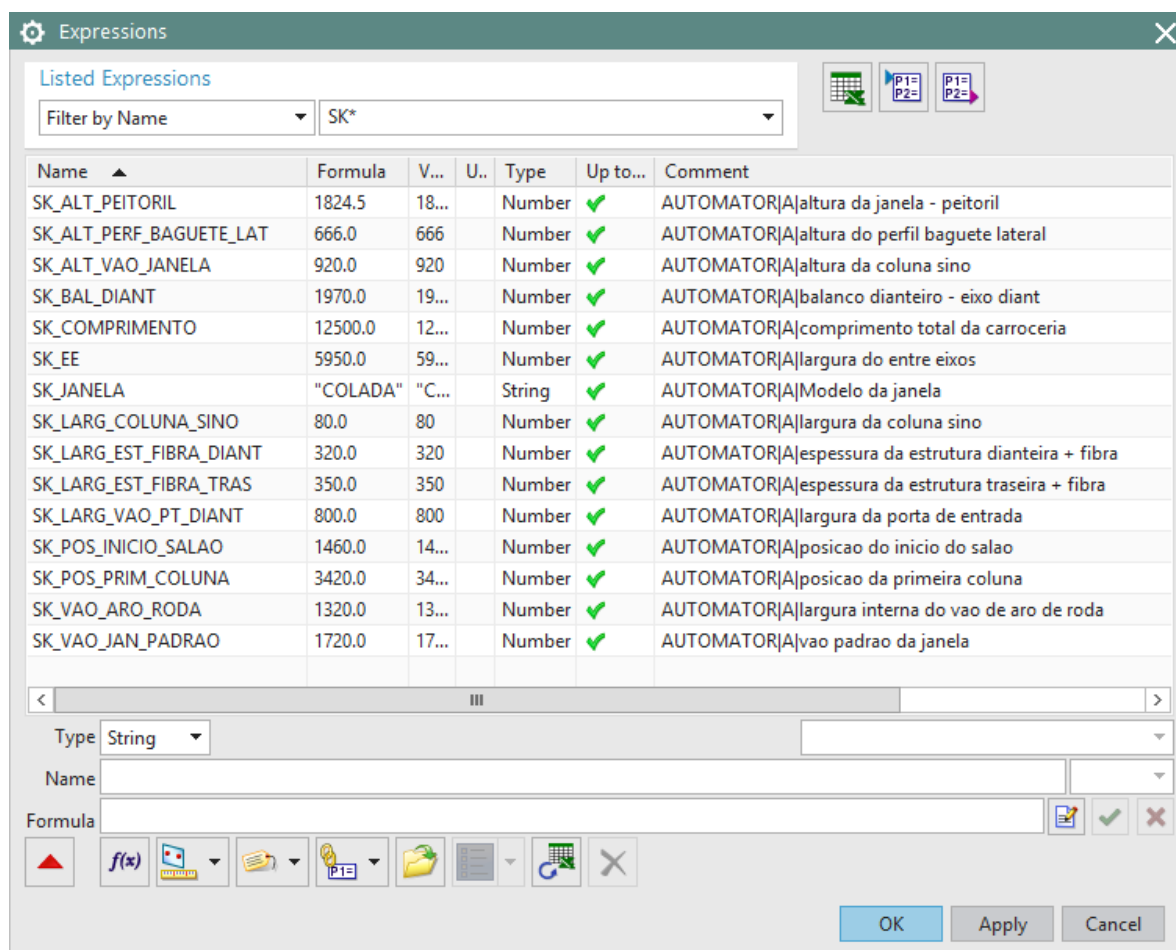 Expressions
Listed Expressions
Filter by Name SK*
P1= P2= P1= P2=
Name Formula V... U.. Type Up to... Comment
SK_ALT_PEITORIL 1824.5 18... Number AUTOMATOR|A|altura da janela - peitoril
SK_ALT_PERF_BAGUETE_LAT 666.0 666 Number AUTOMATOR|A|altura do perfil baguete lateral
SK_ALT_VAO_JANELA 920.0 920 Number AUTOMATOR|A|altura da coluna sino
SK_BAL_DIANT 1970.0 19... Number AUTOMATOR|A|balanco dianteiro - eixo diant
SK_COMPRIMENTO 12500.0 12... Number AUTOMATOR|A|comprimento total da carroceria
SK_EE 5950.0 59... Number AUTOMATOR|A|largura do entre eixos
SK_JANELA "COLADA" "C... String AUTOMATOR|A|Modelo da janela
SK_LARG_COLUNA_SINO 80.0 80 Number AUTOMATOR|A|largura da coluna sino
SK_LARG_EST_FIBRA_DIANT 320.0 320 Number AUTOMATOR|A|espessura da estrutura dianteira + fibra
SK_LARG_EST_FIBRA_TRAS 350.0 350 Number AUTOMATOR|A|espessura da estrutura traseira + fibra
SK_LARG_VAO_PT_DIANT 800.0 800 Number AUTOMATOR|A|largura da porta de entrada
SK_POS_INICIO_SALAO 1460.0 14... Number AUTOMATOR|A|posicao do inicio do salao
SK_POS_PRIM_COLUNA 3420.0 34... Number AUTOMATOR|A|posicao da primeira coluna
SK_VAO_ARO_RODA 1320.0 13... Number AUTOMATOR|A|largura interna do vao de aro de roda
SK_VAO_JAN_PADRAO 1720.0 17... Number AUTOMATOR|A|vao padrao da janela
Type String
Name
Formula
f(x) P1=
OK Apply Cancel